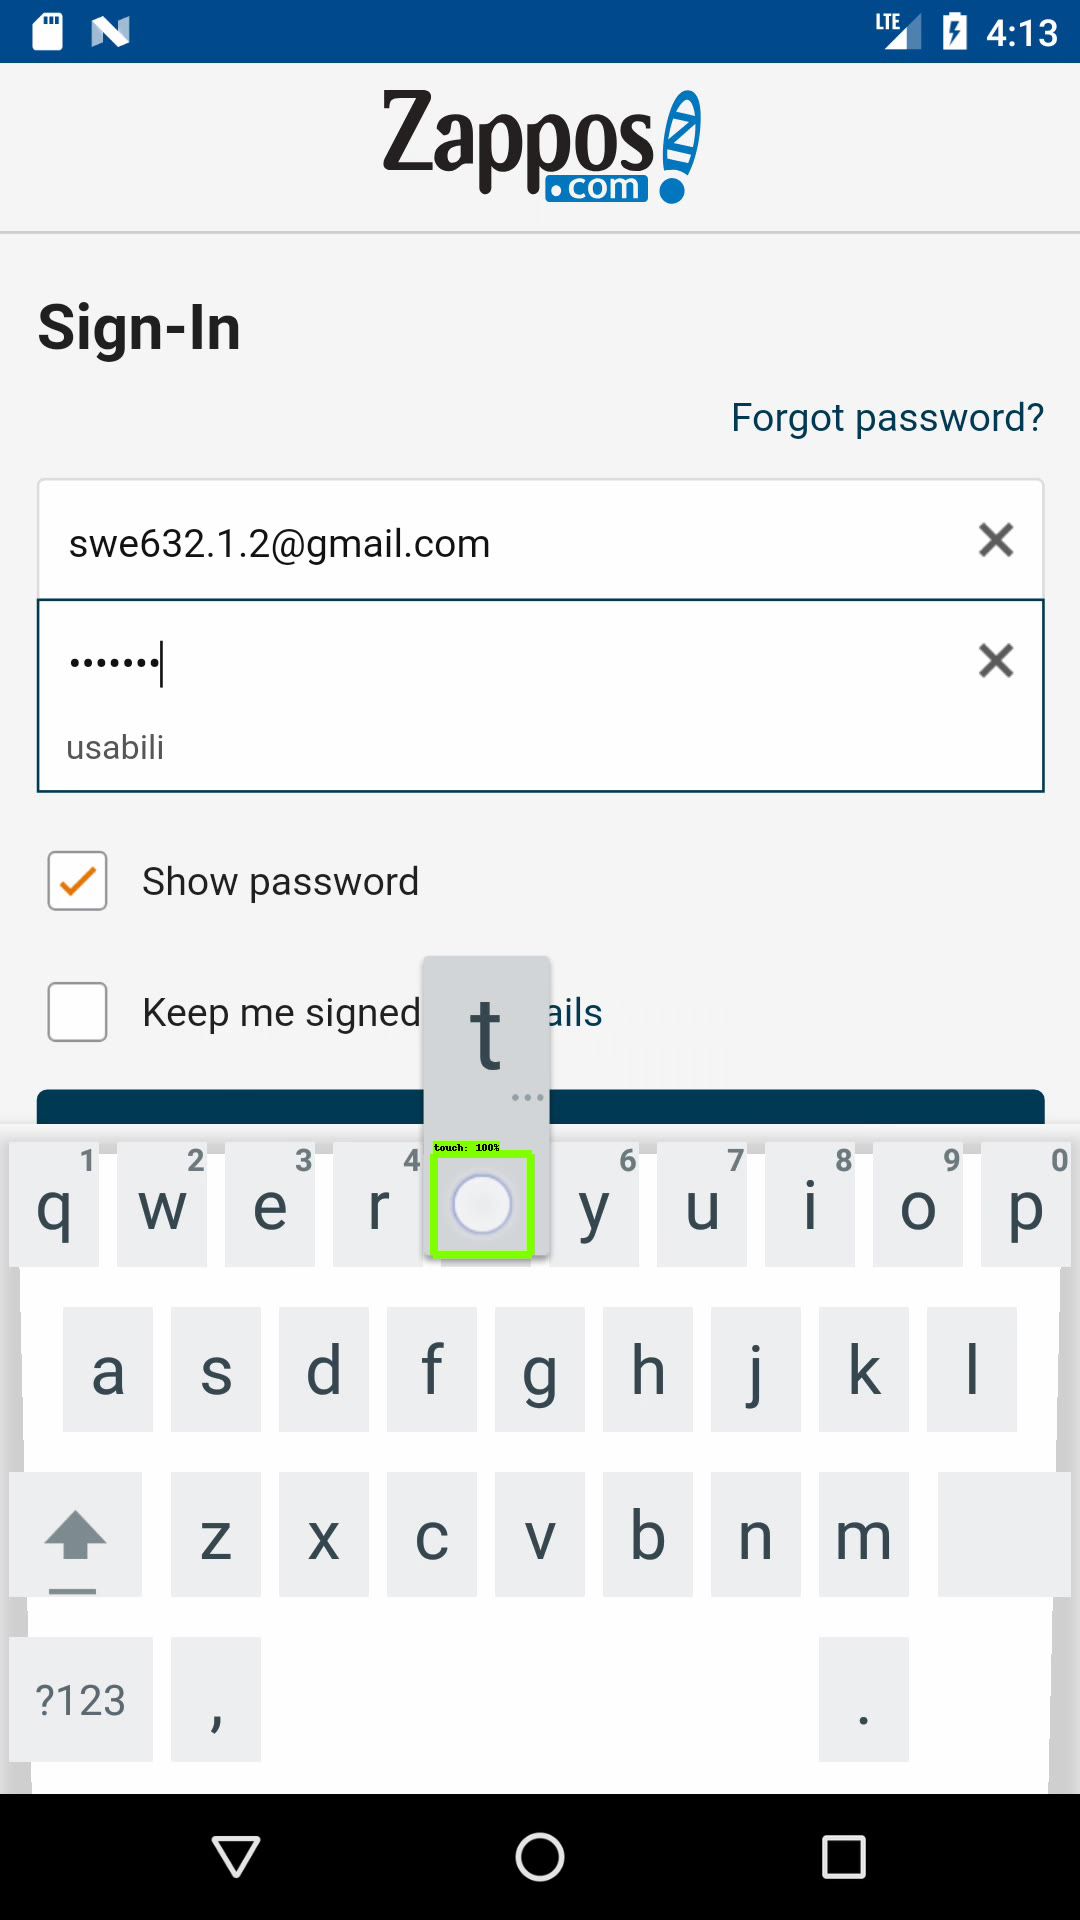 LTE 4:13
Zappos
.com
Sign-In
Forgot password?
swe632.1.2@gmail.com
•••••••
usabili
Show password
Keep me signed ails
t
...
touch: 100%
1 2 3 4 6 7 8 9 0
q w e r y u i o p
a s d f g h j k l
z x c v b n m
?123 , .